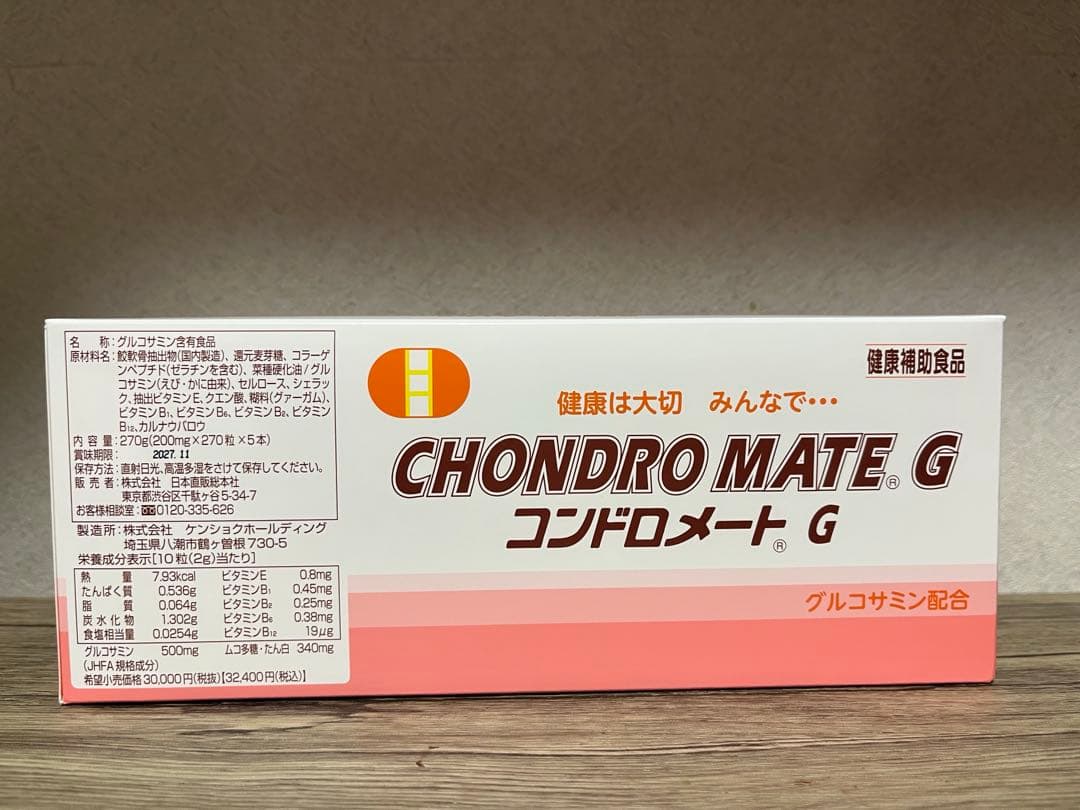 名　称：グルコサミン含有食品
原材料名：鮫軟骨抽出物(国内製造)、還元麦芽糖、コラーゲ
ンペプチド(ゼラチンを含む)、菜種硬化油/グル
コサミン(えび・かに由来)、セルロース、シェラッ
ク、抽出ビタミンE、クエン酸、糊料(グァーガム)、
ビタミンB₁、ビタミンB₆、ビタミンB₂、ビタミン
B₁₂、カルナウバロウ
内容量：270g(200mg×270粒×5本)
賞味期限：　2027.11
保存方法：直射日光、高温多湿をさけて保存してください。
販売者：株式会社　日本直販総本社
東京都渋谷区千駄ヶ谷5-34-7
お客様相談室：0120-335-626
製造所：株式会社　ケンショクホールディング
埼玉県八潮市鶴ヶ曽根730-5
栄養成分表示[10粒(2g)当たり]
熱　量　7.93kcal　ビタミンE　0.8mg
たんぱく質　0.536g　ビタミンB₁　0.45mg
脂　質　0.064g　ビタミンB₂　0.25mg
炭水化物　1.302g　ビタミンB₆　0.38mg
食塩相当量　0.0254g　ビタミンB₁₂　19μg
グルコサミン　500mg　ムコ多糖・たん白　340mg
(JHFA規格成分)
希望小売価格30,000円(税抜)【32,400円(税込)】
健康補助食品
健康は大切　みんなで・・・
CHONDRO MATE® G
コンドロメート® G
グルコサミン配合